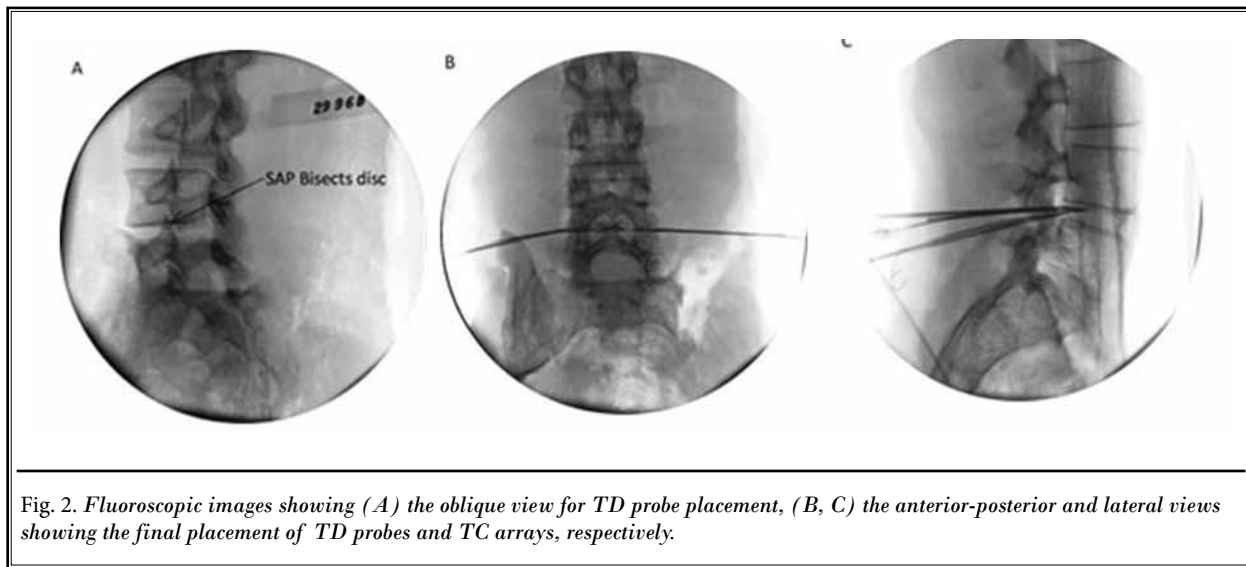 A
B
C
29968
SAP Bisects disc
Fig. 2. Fluoroscopic images showing (A) the oblique view for TD probe placement, (B, C) the anterior-posterior and lateral views
showing the final placement of TD probes and TC arrays, respectively.